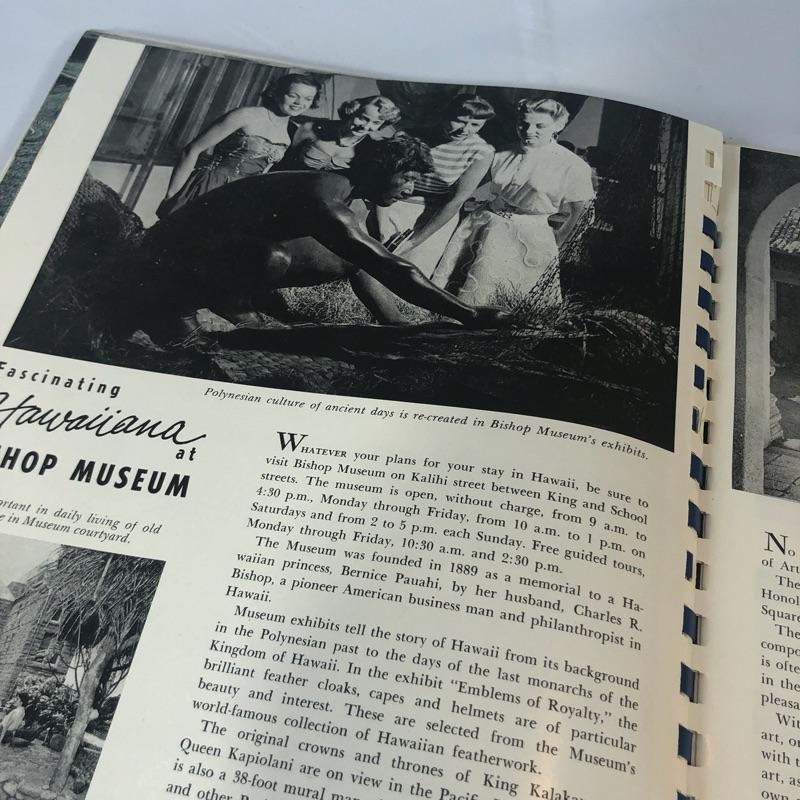 Polynesian culture of ancient days is re-created in Bishop Museum's exhibits.
Fascinating
Hawaiiana
at
HOP MUSEUM
in daily living of old
in Museum courtyard.
WHATEVER your plans for your stay in Hawaii, be sure to
visit Bishop Museum on Kalihi street between King and School
streets. The museum is open, without charge, from 9 a.m. to
4:30 p.m., Monday through Friday, from 10 a.m. to 1 p.m. on
Saturdays and from 2 to 5 p.m. each Sunday. Free guided tours,
Monday through Friday, 10:30 a.m. and 2:30 p.m.
The Museum was founded in 1889 as a memorial to a Ha-
waiian princess, Bernice Pauahi, by her husband, Charles R.
Bishop, a pioneer American business man and philanthropist in
Hawaii.
Museum exhibits tell the story of Hawaii from its background
in the Polynesian past to the days of the last monarchs of the
Kingdom of Hawaii. In the exhibit "Emblems of Royalty," the
brilliant feather cloaks, capes and helmets are of particular
beauty and interest. These are selected from the Museum's
world-famous collection of Hawaiian featherwork.
The original crowns and thrones of King
Queen Kapiolani are on view in the
is also a 38-foot mural
and other
No
of
The
Square
The
is
in the
With
art,
with
art, as
own